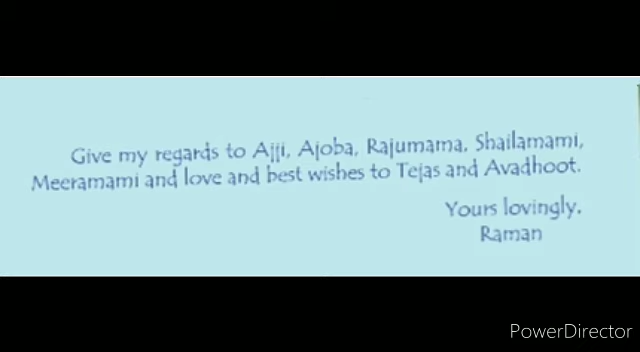 Give my regards to Ajji, Ajoba, Rajumama, Shailamami,
Meeramami and love and best wishes to Tejas and Avadhoot.
Yours lovingly,
Raman
PowerDirector